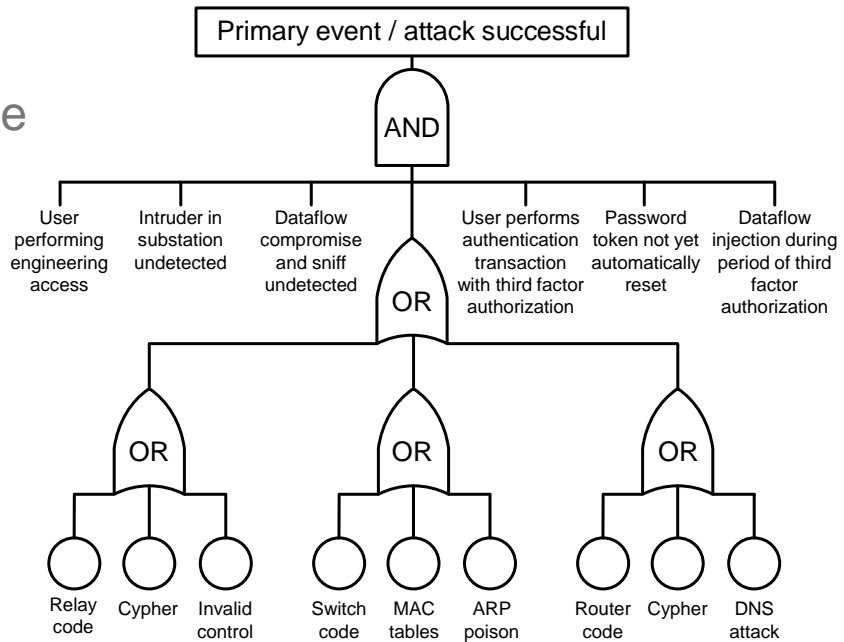 Primary event / attack successful
e
AND
User
performing
engineering
access
Intruder in
substation
undetected
Dataflow
compromise
and sniff
undetected
User performs
authentication
transaction
with third factor
authorization
Password
token not yet
automatically
reset
Dataflow
injection during
period of third
factor
authorization
OR
OR
OR
OR
Relay
code
Cypher
Invalid
control
Switch
code
MAC
tables
ARP
poison
Router
code
Cypher
DNS
attack